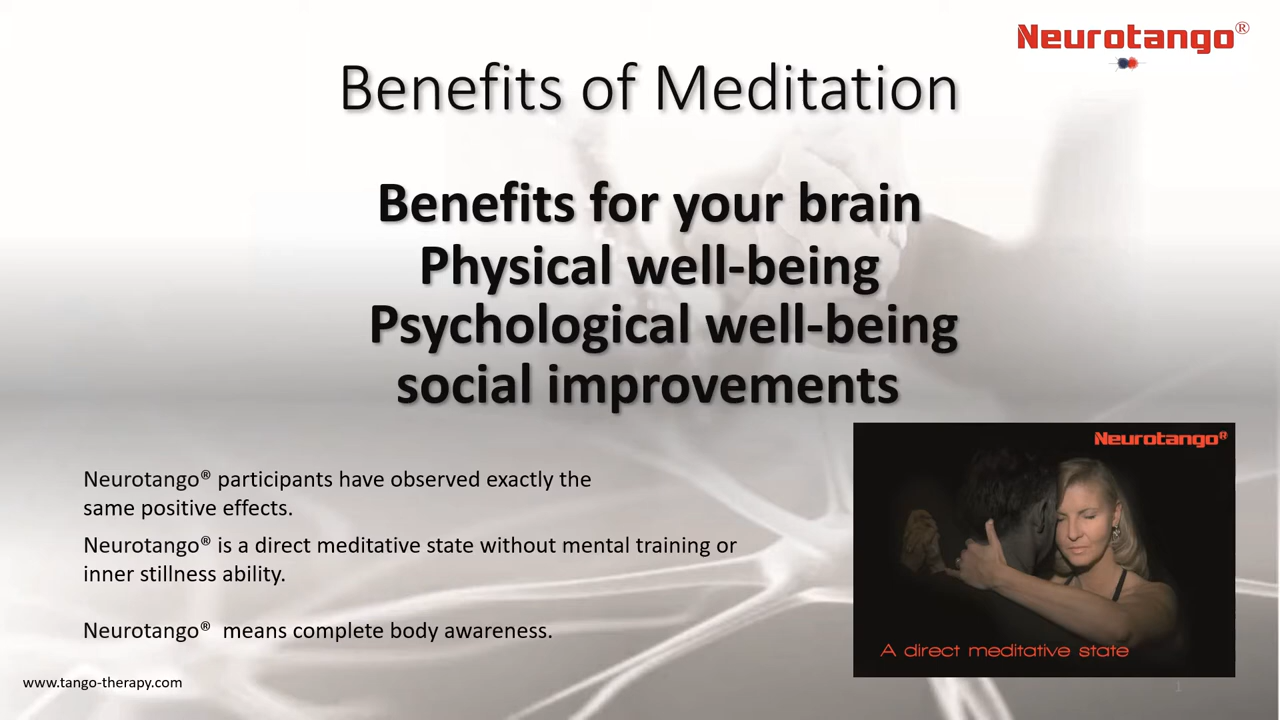 Neurotango®
Benefits of Meditation
Benefits for your brain
Physical well-being
Psychological well-being
social improvements
Neurotango® participants have observed exactly the
same positive effects.
Neurotango® is a direct meditative state without mental training or
inner stillness ability.
Neurotango® means complete body awareness.
Neurotango®
A direct meditative state
www.tango-therapy.com
1